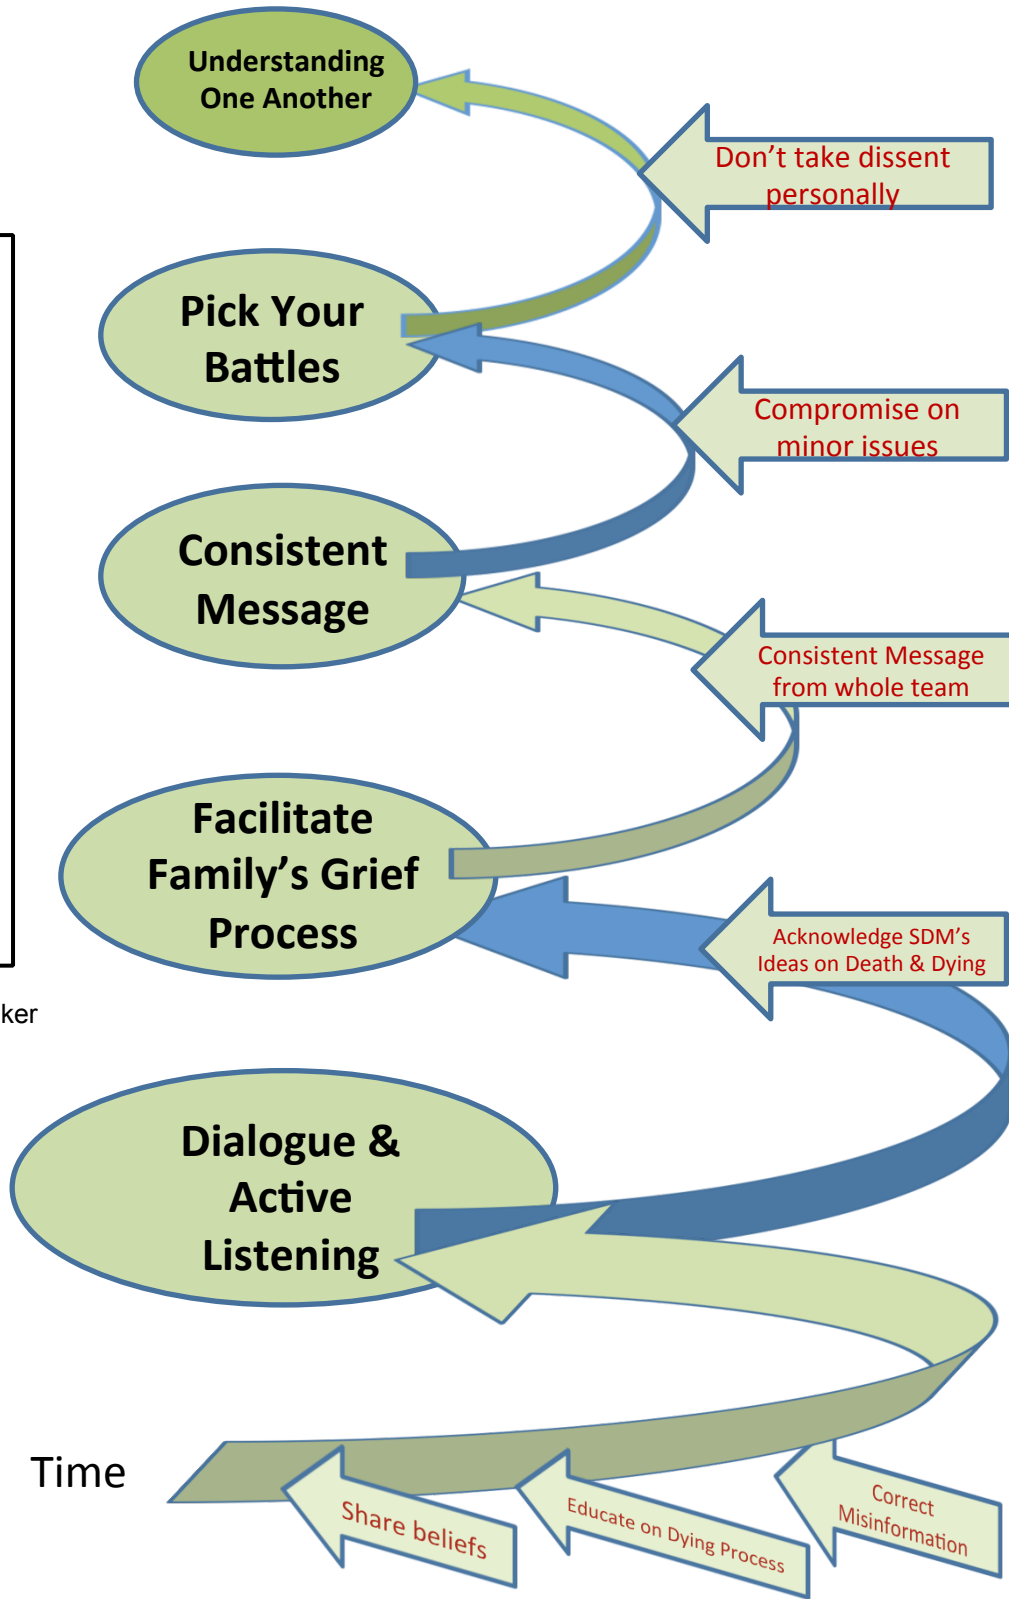 Understanding
One Another
Don’t take dissent
personally
Pick Your
Battles
Compromise on
minor issues
Consistent
Message
Consistent Message
from whole team
Facilitate
Family’s Grief
Process
Acknowledge SDM’s
Ideas on Death & Dying
ker
Dialogue &
Active
Listening
Time
Share beliefs
Educate on Dying Process
Correct
Misinformation